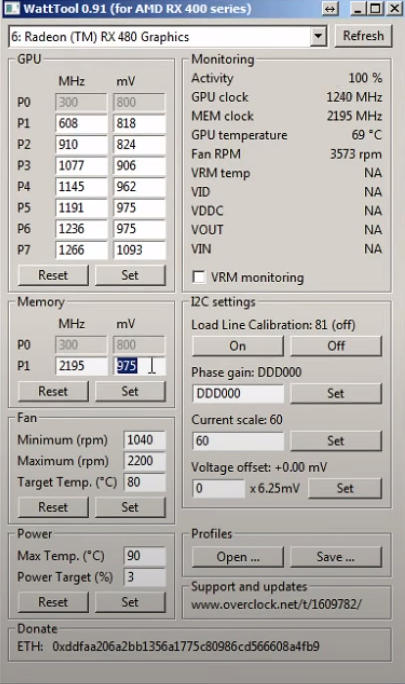 WattTool 0.91 (for AMD RX 400 series)
6: Radeon (TM) RX 480 Graphics
Refresh
GPU
MHz mV
P0 300 800
P1 608 818
P2 910 824
P3 1077 906
P4 1145 962
P5 1191 975
P6 1236 975
P7 1266 1093
Reset Set
Monitoring
Activity 100 %
GPU clock 1240 MHz
MEM clock 2195 MHz
GPU temperature 69 °C
Fan RPM 3573 rpm
VRM temp NA
VID NA
VDDC NA
VOUT NA
VIN NA
VRM monitoring
Memory
MHz mV
P0 300 800
P1 2195 975
Reset Set
I2C settings
Load Line Calibration: 81 (off)
On Off
Phase gain: DDD000
DDD000 Set
Current scale: 60
60 Set
Voltage offset: +0.00 mV
0 x 6.25mV Set
Fan
Minimum (rpm) 1040
Maximum (rpm) 2200
Target Temp. (°C) 80
Reset Set
Power
Max Temp. (°C) 90
Power Target (%) 3
Reset Set
Profiles
Open ... Save ...
Support and updates
www.overclock.net/t/1609782/
Donate
ETH: 0xddfaa206a2bb1356a1775c80986cd566608a4fb9